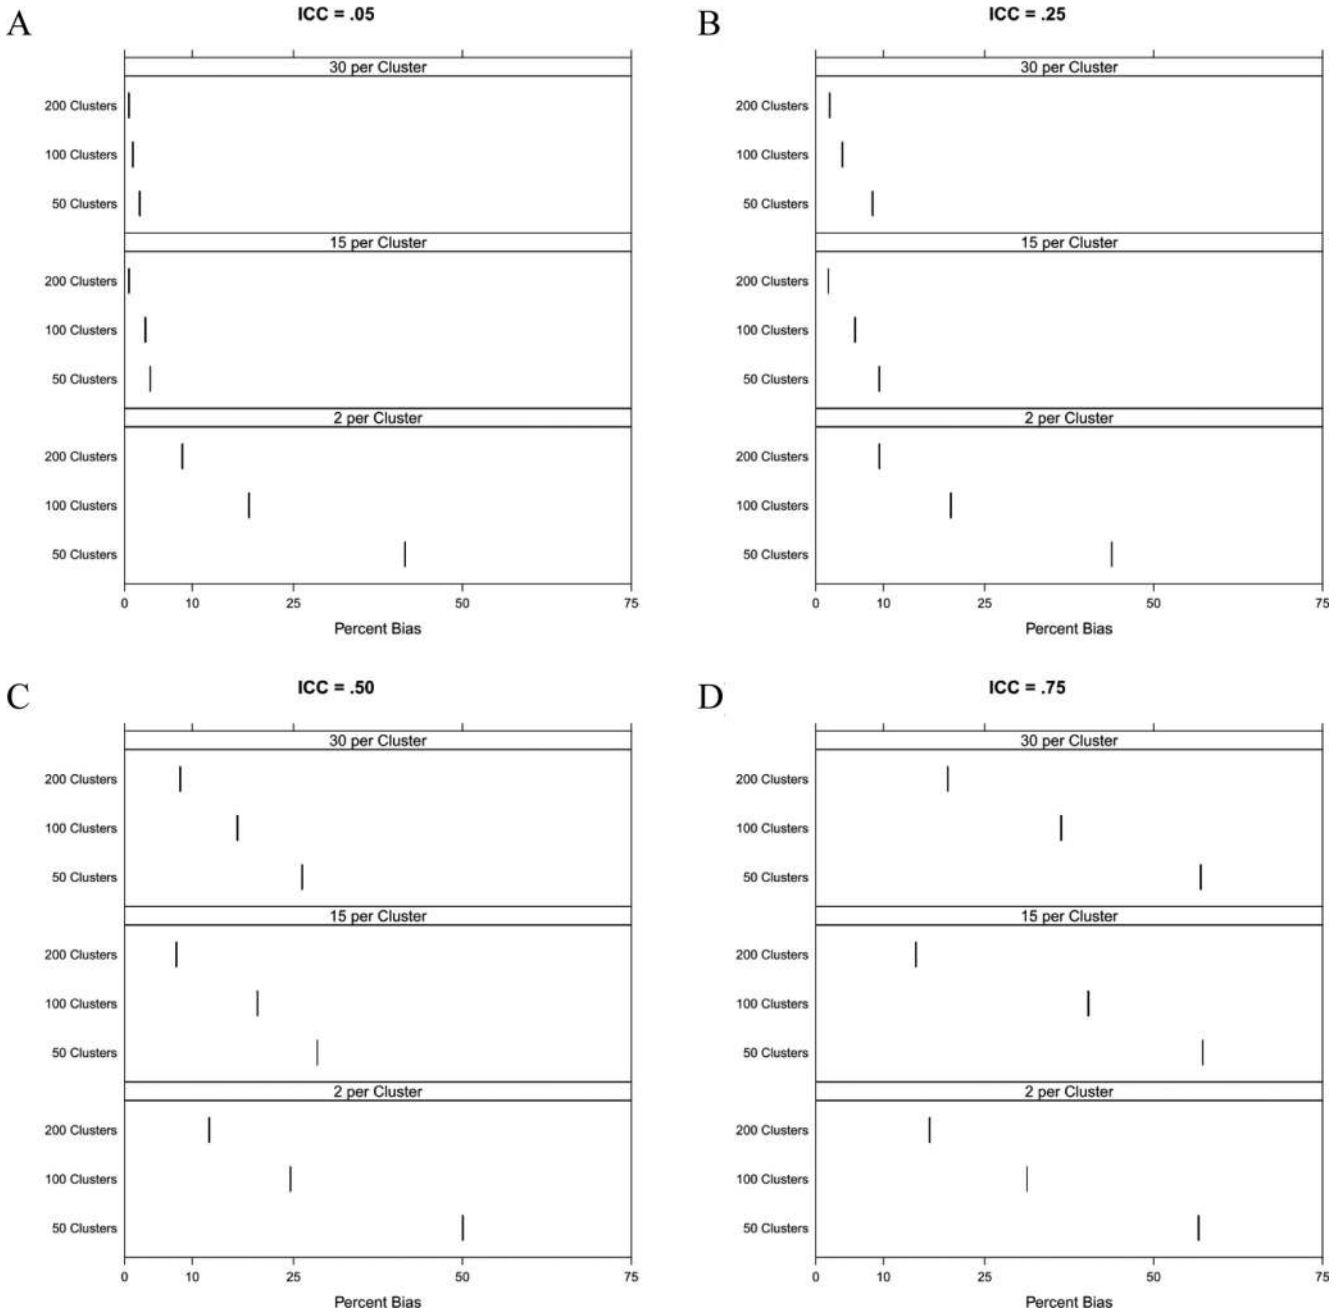 A
ICC = .05
30 per Cluster
200 Clusters
100 Clusters
50 Clusters
15 per Cluster
200 Clusters
100 Clusters
50 Clusters
2 per Cluster
200 Clusters
100 Clusters
50 Clusters
0 10 25 50 75
Percent Bias
B
ICC = .25
30 per Cluster
200 Clusters
100 Clusters
50 Clusters
15 per Cluster
200 Clusters
100 Clusters
50 Clusters
2 per Cluster
200 Clusters
100 Clusters
50 Clusters
0 10 25 50 75
Percent Bias
C
ICC = .50
30 per Cluster
200 Clusters
100 Clusters
50 Clusters
15 per Cluster
200 Clusters
100 Clusters
50 Clusters
2 per Cluster
200 Clusters
100 Clusters
50 Clusters
0 10 25 50 75
Percent Bias
D
ICC = .75
30 per Cluster
200 Clusters
100 Clusters
50 Clusters
15 per Cluster
200 Clusters
100 Clusters
50 Clusters
2 per Cluster
200 Clusters
100 Clusters
50 Clusters
0 10 25 50 75
Percent Bias